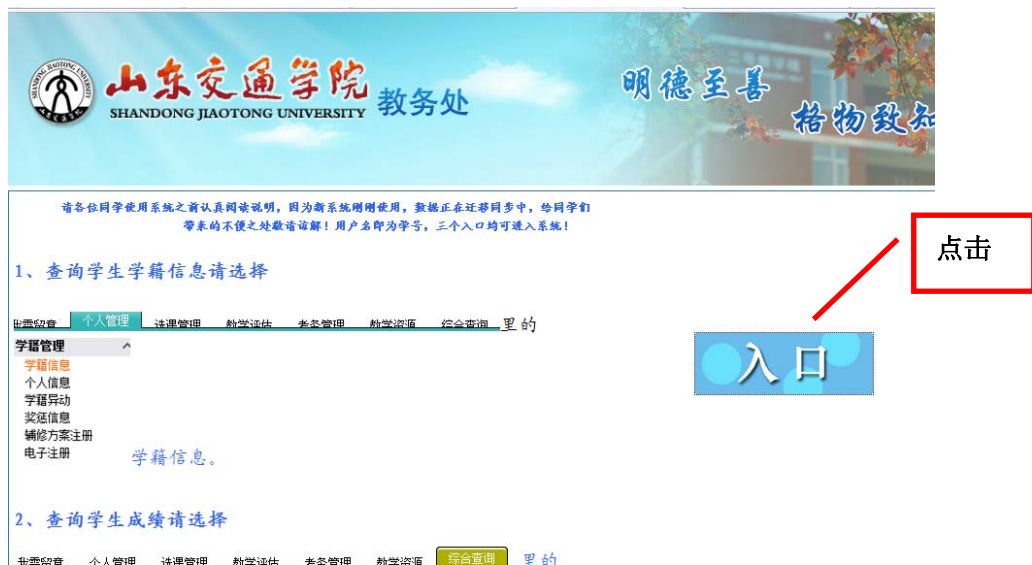 山东交通学院
SHANDONG JIAOTONG UNIVERSITY
教务处
明德至善
格物致知
请各位同学使用系统之前认真阅读说明，因为新系统刚刚使用，数据正在迁移同步中，给同学们
带来的不便之处敬请谅解！用户名即为学号，三个入口均可进入系统！
点击
1、查询学生学籍信息请选择
我需留意 个人管理 选课管理 教学评估 考务管理 教学资源 综合查询 里的
入口
学籍管理
学籍信息
个人信息
学籍异动
奖惩信息
辅修方案注册
电子注册
学籍信息。
2、查询学生成绩请选择
我需留意 个人管理 选课管理 教学评估 考务管理 教学资源 综合查询 里的